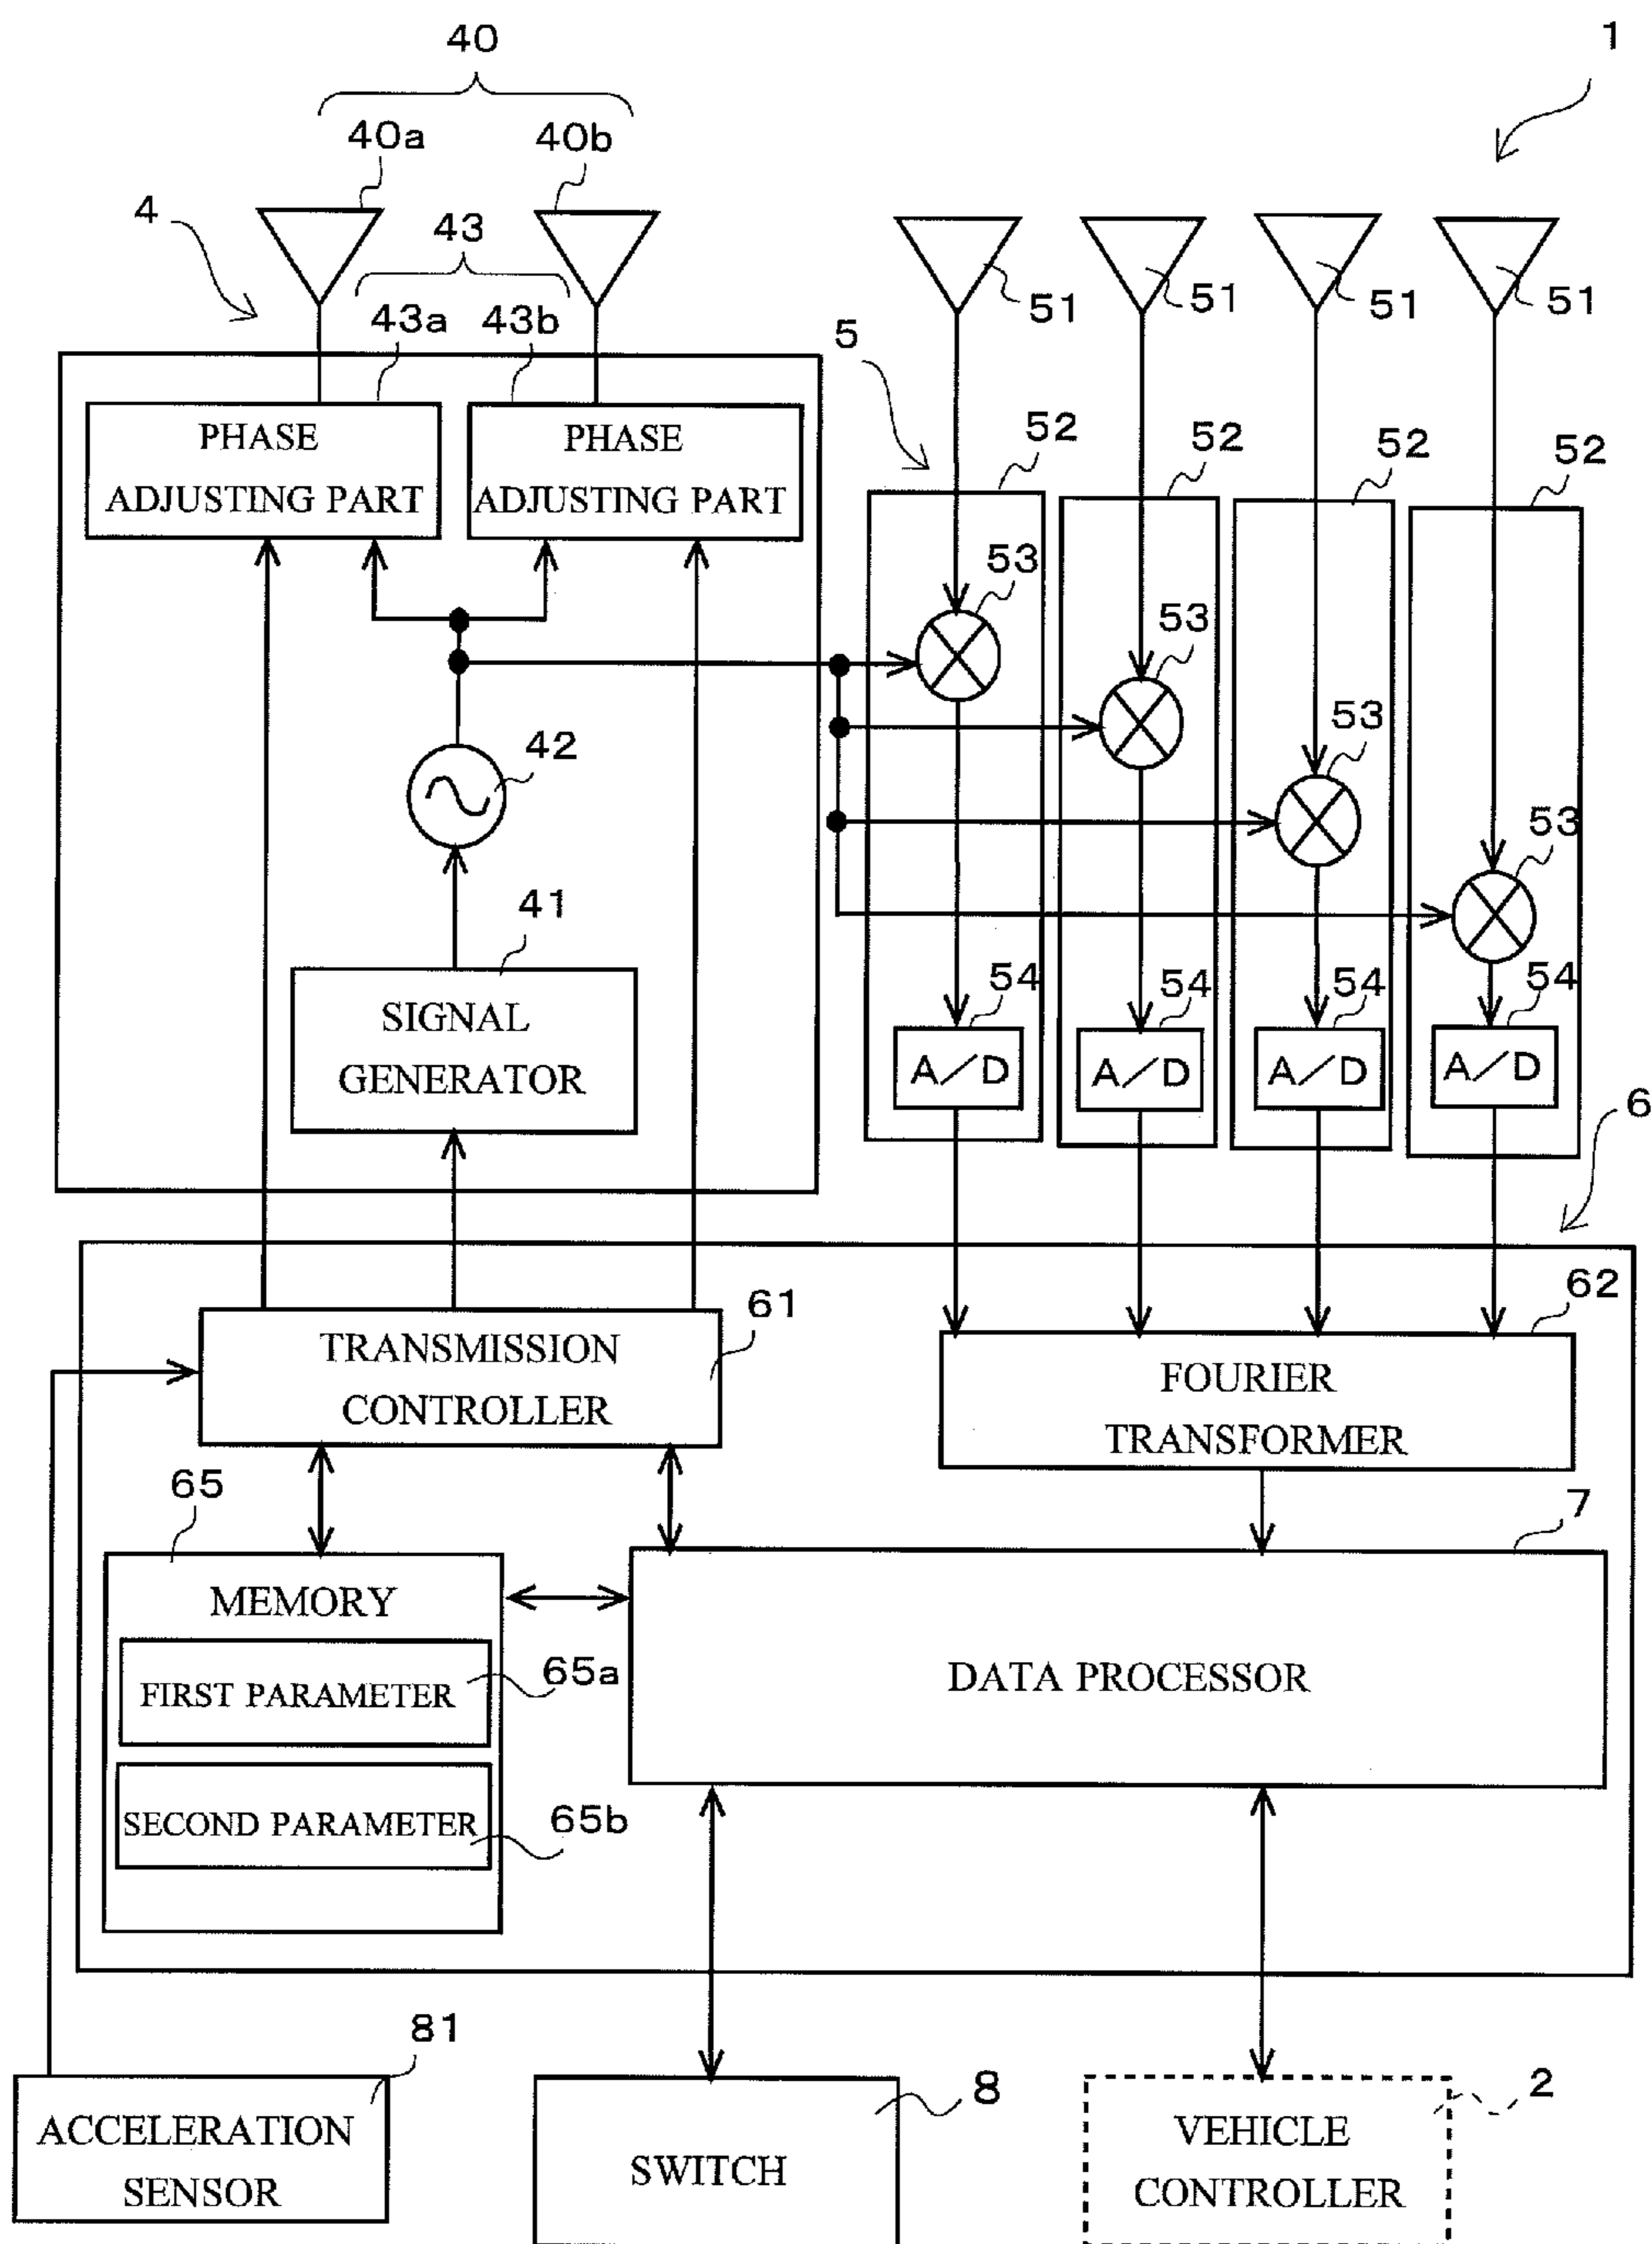 40
1
40a
40b
4
43
43a
43b
51
51
51
51
5
52
52
52
52
PHASE
ADJUSTING PART
PHASE
ADJUSTING PART
53
53
53
53
42
41
SIGNAL
GENERATOR
54
54
54
54
A/D
A/D
A/D
A/D
6
61
62
TRANSMISSION
CONTROLLER
FOURIER
TRANSFORMER
65
7
MEMORY
FIRST PARAMETER
65a
DATA PROCESSOR
SECOND PARAMETER
65b
81
8
2
ACCELERATION
SENSOR
SWITCH
VEHICLE
CONTROLLER